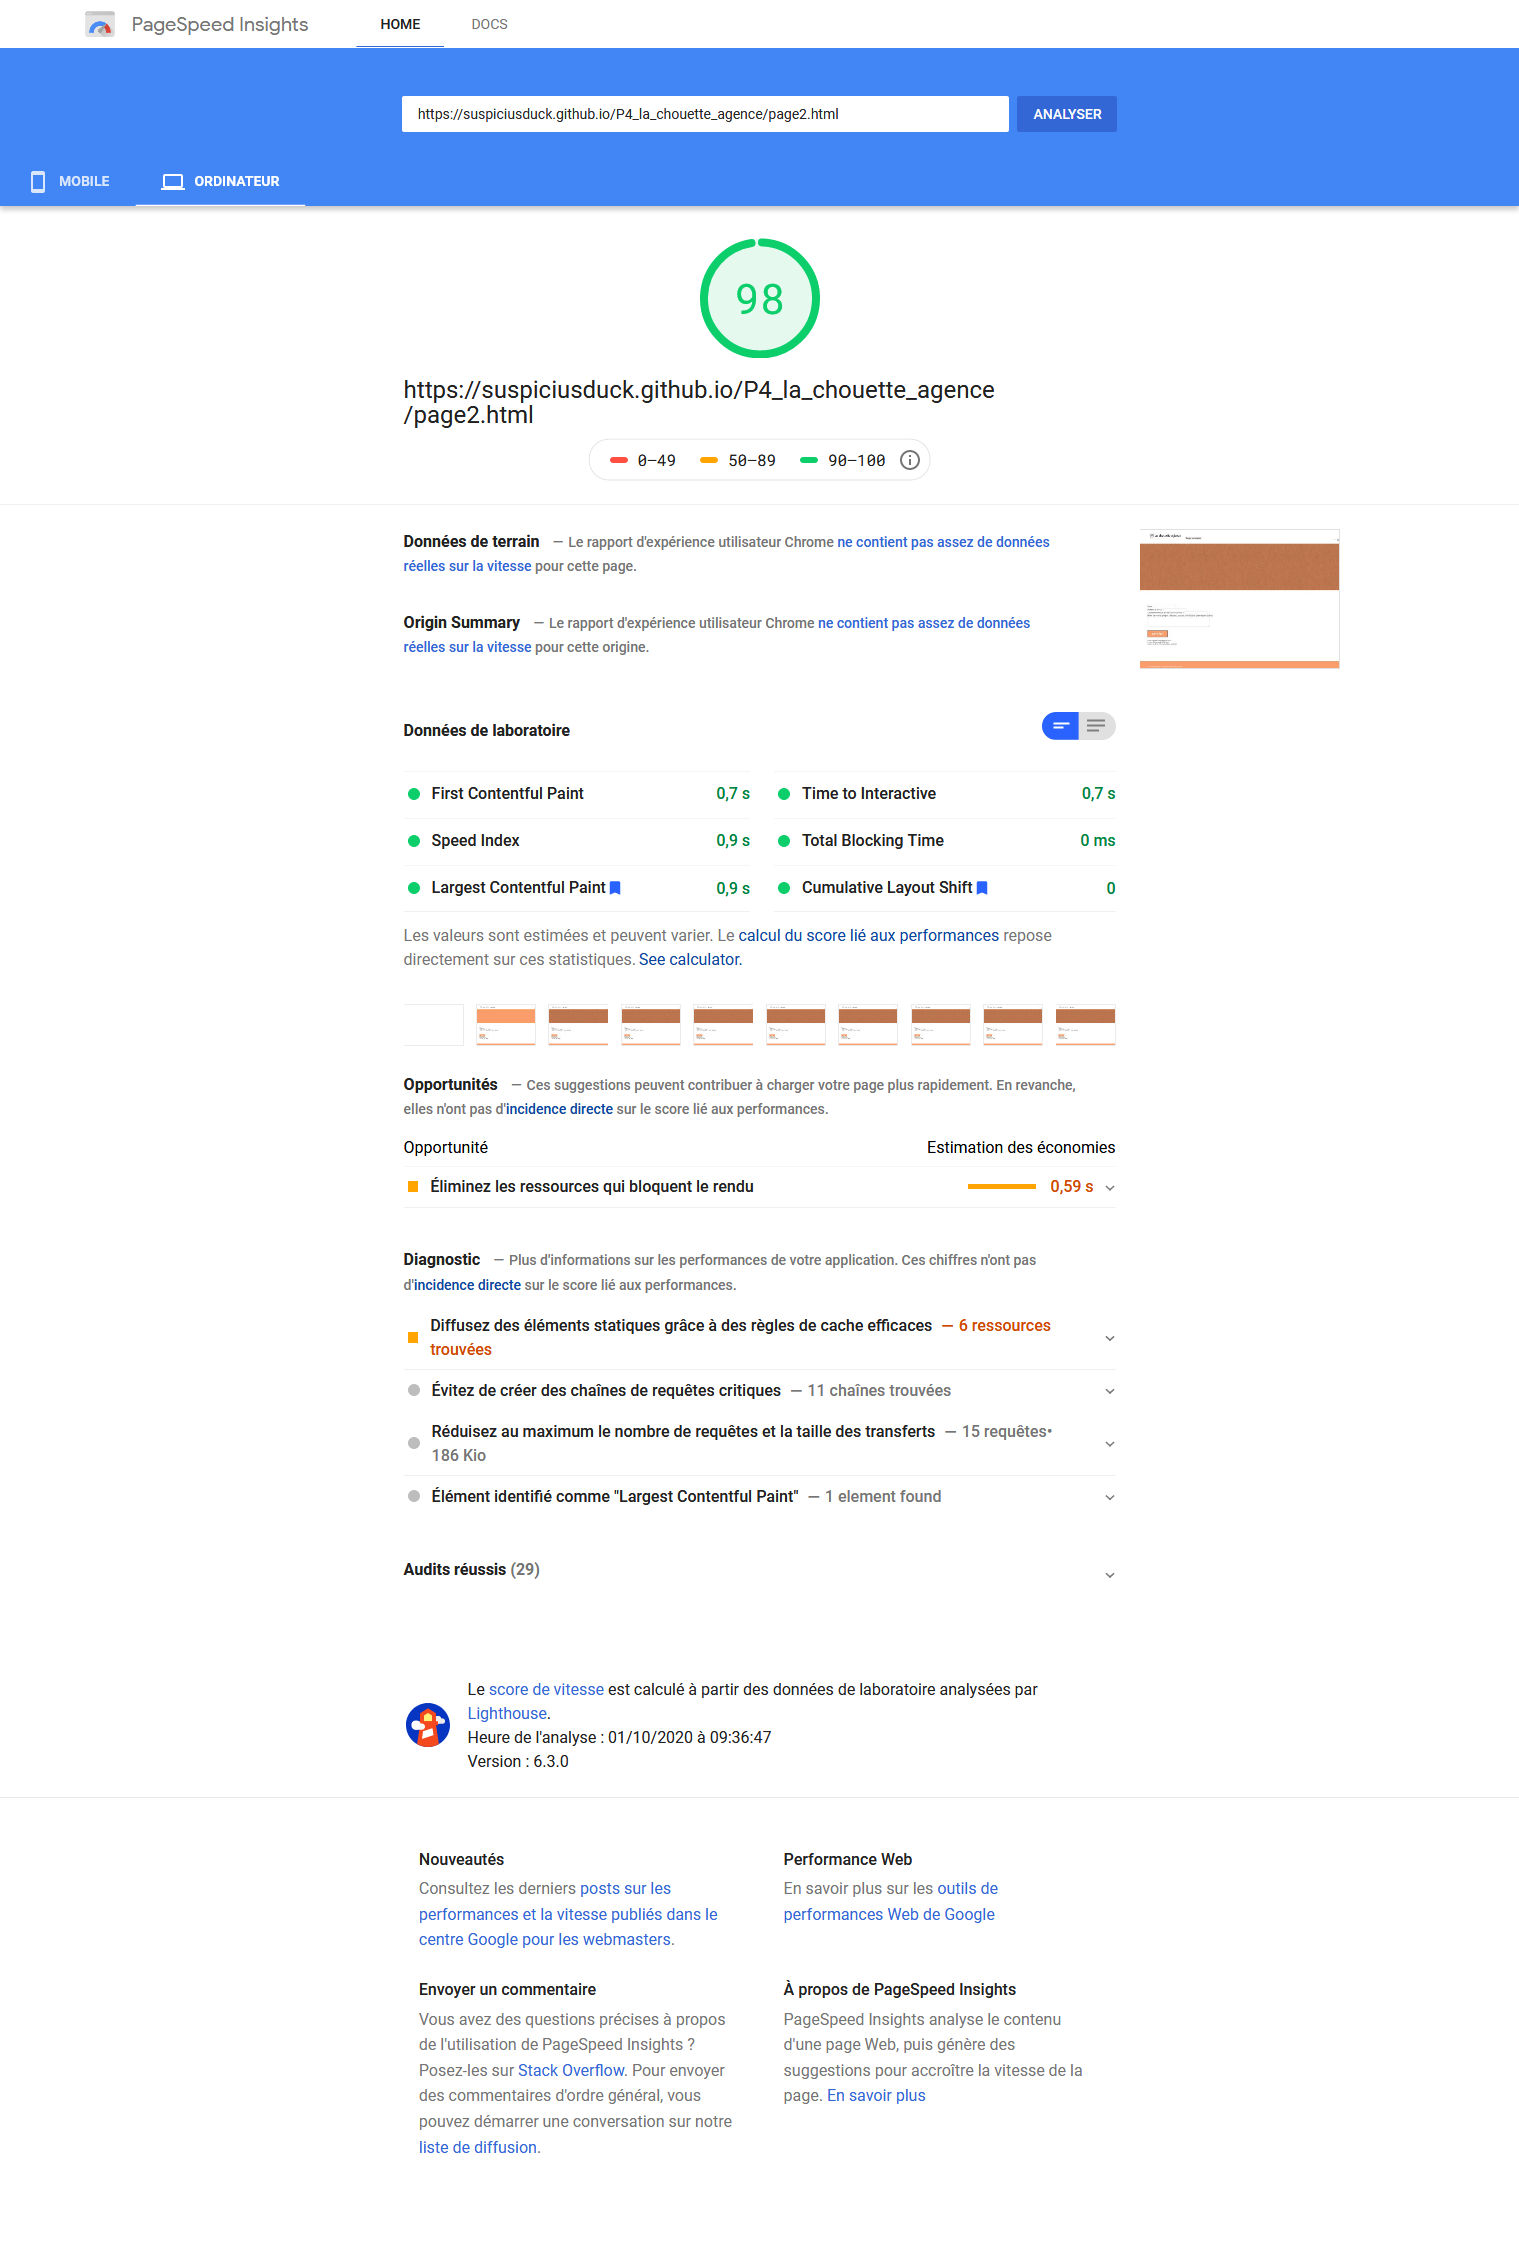 PageSpeed Insights
HOME
DOCS
https://suspiciusduck.github.io/P4_la_chouette_agence/page2.html
ANALYSER
MOBILE
ORDINATEUR
98
https://suspiciusduck.github.io/P4_la_chouette_agence
/page2.html
0–49
50–89
90–100
Données de terrain — Le rapport d'expérience utilisateur Chrome ne contient pas assez de données
réelles sur la vitesse pour cette page.
Origin Summary — Le rapport d'expérience utilisateur Chrome ne contient pas assez de données
réelles sur la vitesse pour cette origine.
Données de laboratoire
First Contentful Paint 0,7 s
Time to Interactive 0,7 s
Speed Index 0,9 s
Total Blocking Time 0 ms
Largest Contentful Paint 0,9 s
Cumulative Layout Shift 0
Les valeurs sont estimées et peuvent varier. Le calcul du score lié aux performances repose
directement sur ces statistiques. See calculator.
Opportunités — Ces suggestions peuvent contribuer à charger votre page plus rapidement. En revanche,
elles n'ont pas d'incidence directe sur le score lié aux performances.
Opportunité Estimation des économies
Éliminez les ressources qui bloquent le rendu 0,59 s
Diagnostic — Plus d'informations sur les performances de votre application. Ces chiffres n'ont pas
d'incidence directe sur le score lié aux performances.
Diffusez des éléments statiques grâce à des règles de cache efficaces — 6 ressources
trouvées
Évitez de créer des chaînes de requêtes critiques — 11 chaînes trouvées
Réduisez au maximum le nombre de requêtes et la taille des transferts — 15 requêtes•
186 Kio
Élément identifié comme "Largest Contentful Paint" — 1 element found
Audits réussis (29)
Le score de vitesse est calculé à partir des données de laboratoire analysées par
Lighthouse.
Heure de l'analyse : 01/10/2020 à 09:36:47
Version : 6.3.0
Nouveautés
Consultez les derniers posts sur les
performances et la vitesse publiés dans le
centre Google pour les webmasters.
Performance Web
En savoir plus sur les outils de
performances Web de Google
Envoyer un commentaire
Vous avez des questions précises à propos
de l'utilisation de PageSpeed Insights ?
Posez-les sur Stack Overflow. Pour envoyer
des commentaires d'ordre général, vous
pouvez démarrer une conversation sur notre
liste de diffusion.
À propos de PageSpeed Insights
PageSpeed Insights analyse le contenu
d'une page Web, puis génère des
suggestions pour accroître la vitesse de la
page. En savoir plus